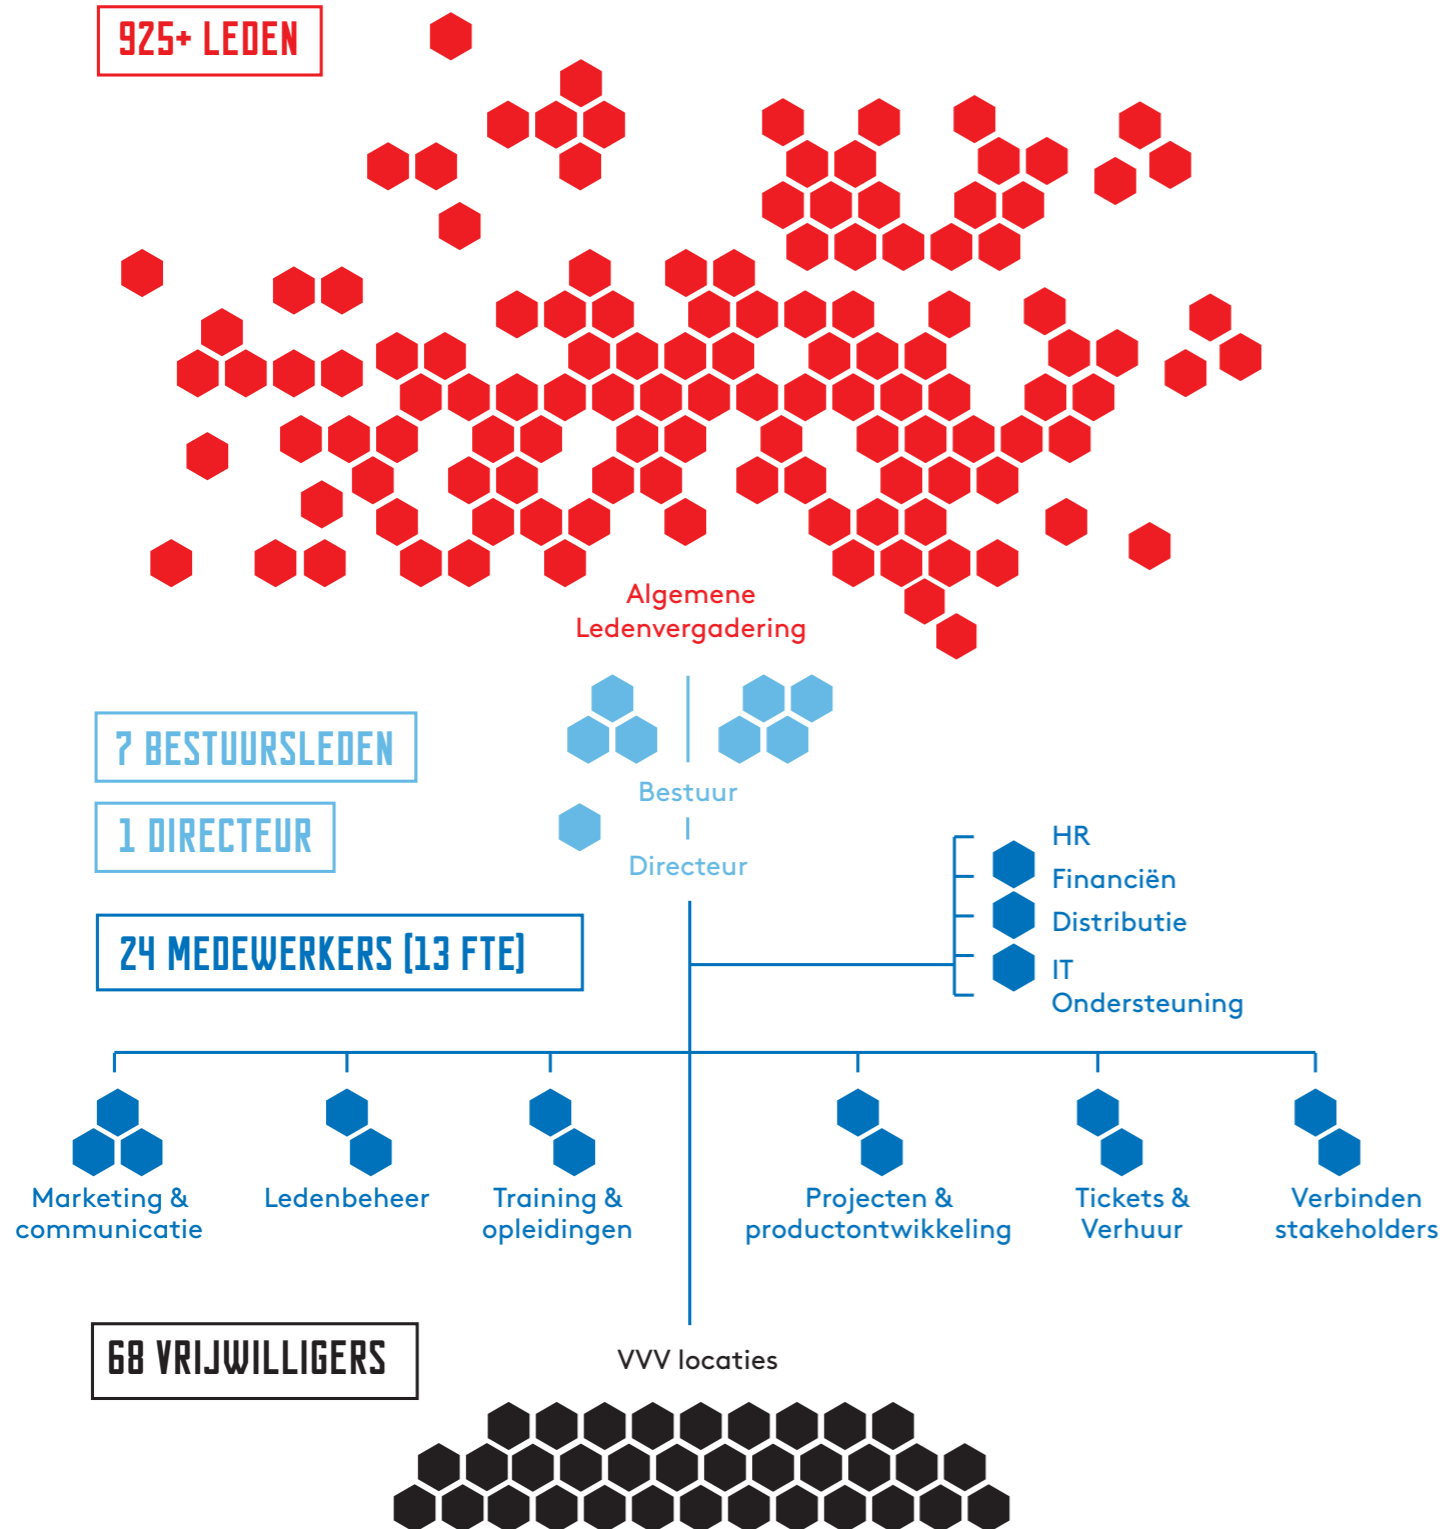 925+ LEDEN
Algemene
Ledenvergadering
7 BESTUURSLEDEN
Bestuur
1 DIRECTEUR
Directeur
HR
Financiën
Distributie
IT
Ondersteuning
24 MEDEWERKERS (13 FTE)
Marketing &
communicatie
Ledenbeheer
Training &
opleidingen
Projecten &
productontwikkeling
Tickets &
Verhuur
Verbinden
stakeholders
68 VRIJWILLIGERS
VVV locaties